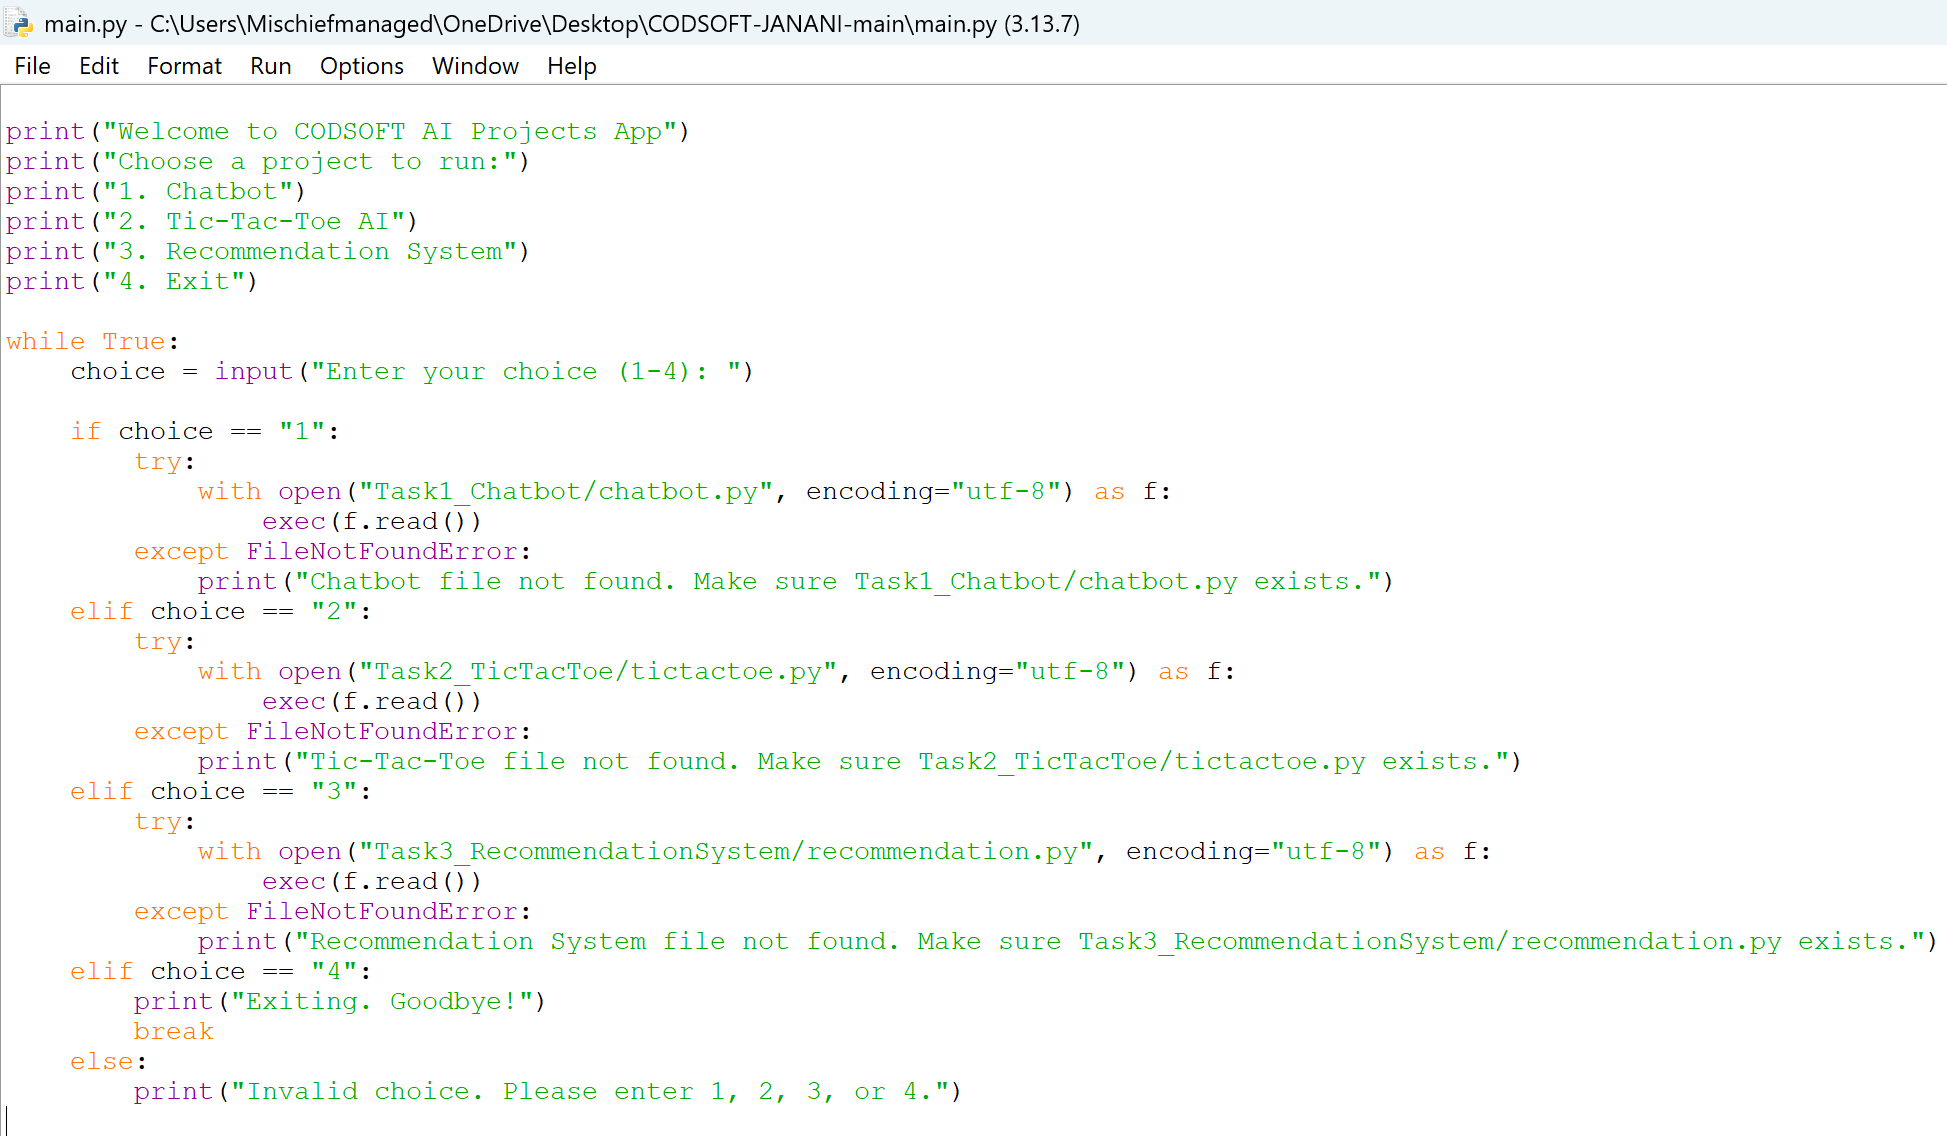 main.py - C:\Users\Mischiefmanaged\OneDrive\Desktop\CODSOFT-JANANI-main\main.py (3.13.7)
File Edit Format Run Options Window Help
print("Welcome to CODSOFT AI Projects App")
print("Choose a project to run:")
print("1. Chatbot")
print("2. Tic-Tac-Toe AI")
print("3. Recommendation System")
print("4. Exit")

while True:
    choice = input("Enter your choice (1-4): ")

    if choice == "1":
        try:
            with open("Task1_Chatbot/chatbot.py", encoding="utf-8") as f:
                exec(f.read())
        except FileNotFoundError:
            print("Chatbot file not found. Make sure Task1_Chatbot/chatbot.py exists.")
    elif choice == "2":
        try:
            with open("Task2_TicTacToe/tictactoe.py", encoding="utf-8") as f:
                exec(f.read())
        except FileNotFoundError:
            print("Tic-Tac-Toe file not found. Make sure Task2_TicTacToe/tictactoe.py exists.")
    elif choice == "3":
        try:
            with open("Task3_RecommendationSystem/recommendation.py", encoding="utf-8") as f:
                exec(f.read())
        except FileNotFoundError:
            print("Recommendation System file not found. Make sure Task3_RecommendationSystem/recommendation.py exists.")
    elif choice == "4":
        print("Exiting. Goodbye!")
        break
    else:
        print("Invalid choice. Please enter 1, 2, 3, or 4.")